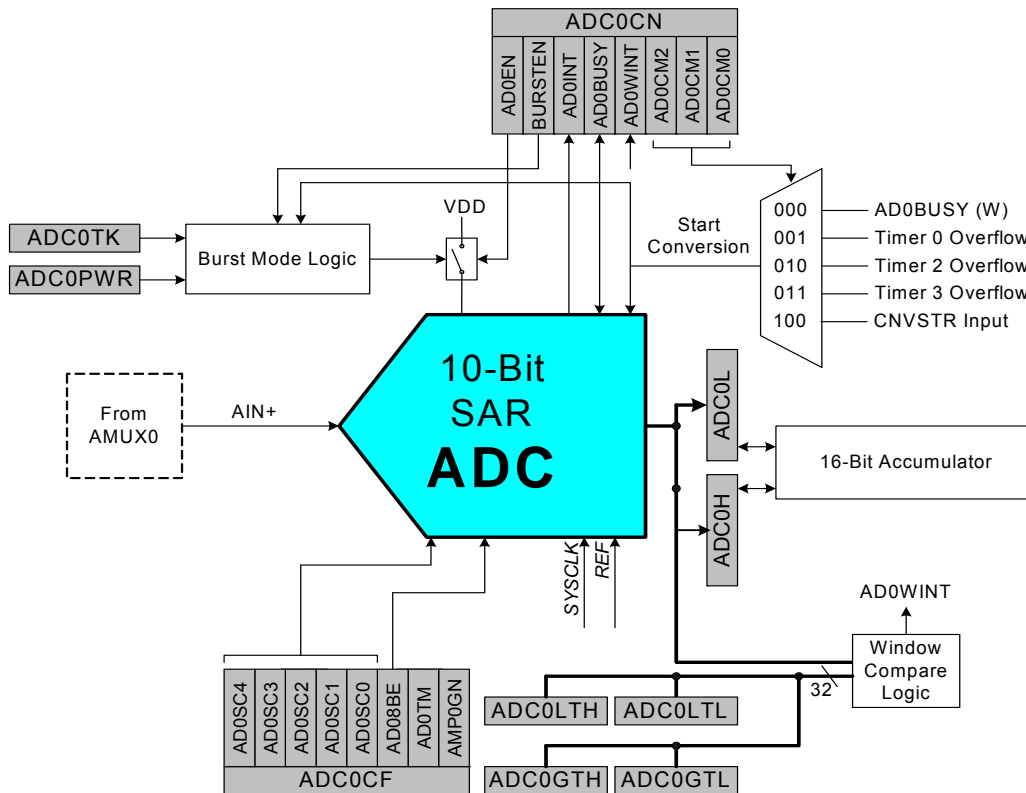 ADC0CN
AD0EN
BURSTEN
AD0INT
AD0BUSY
AD0WINT
AD0CM2
AD0CM1
AD0CM0
VDD
Start
Conversion
000
001
010
011
100
AD0BUSY (W)
Timer 0 Overflow
Timer 2 Overflow
Timer 3 Overflow
CNVSTR Input
ADC0TK
ADC0PWR
Burst Mode Logic
From
AMUX0
AIN+
10-Bit
SAR
ADC
ADC0L
ADC0H
16-Bit Accumulator
SYSCLK
REF
AD0WINT
Window
Compare
Logic
32
AD0SC4
AD0SC3
AD0SC2
AD0SC1
AD0SC0
AD08BE
AD0TM
AMP0GN
ADC0CF
ADC0LTH
ADC0LTL
ADC0GTH
ADC0GTL